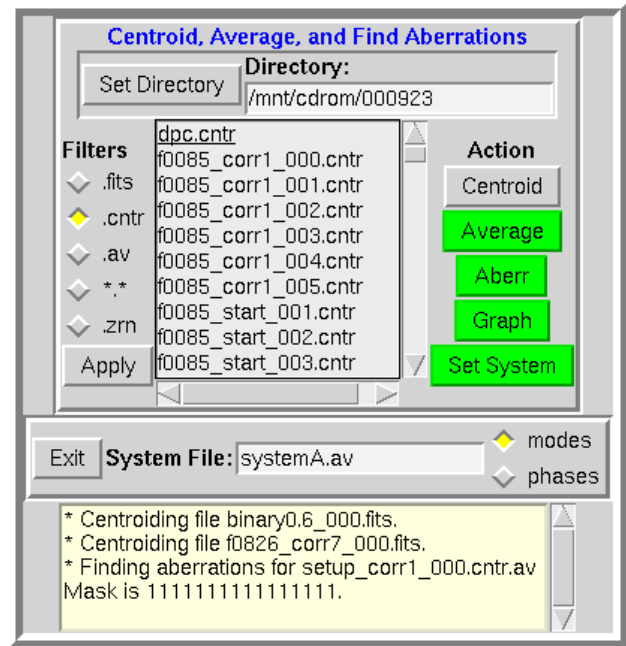 Centroid, Average, and Find Aberrations
Set Directory
Directory:
/mnt/cdrom/000923
Filters
.fits
.cntr
.av
*.*
.zrn
Apply
dpc.cntr
f0085_corr1_000.cntr
f0085_corr1_001.cntr
f0085_corr1_002.cntr
f0085_corr1_003.cntr
f0085_corr1_004.cntr
f0085_corr1_005.cntr
f0085_start_001.cntr
f0085_start_002.cntr
f0085_start_003.cntr
Action
Centroid
Average
Aberr
Graph
Set System
Exit
System File: systemA.av
modes
phases
* Centroiding file binary0.6_000.fits.
* Centroiding file f0826_corr7_000.fits.
* Finding aberrations for setup_corr1_000.cntr.av
Mask is 1111111111111111.